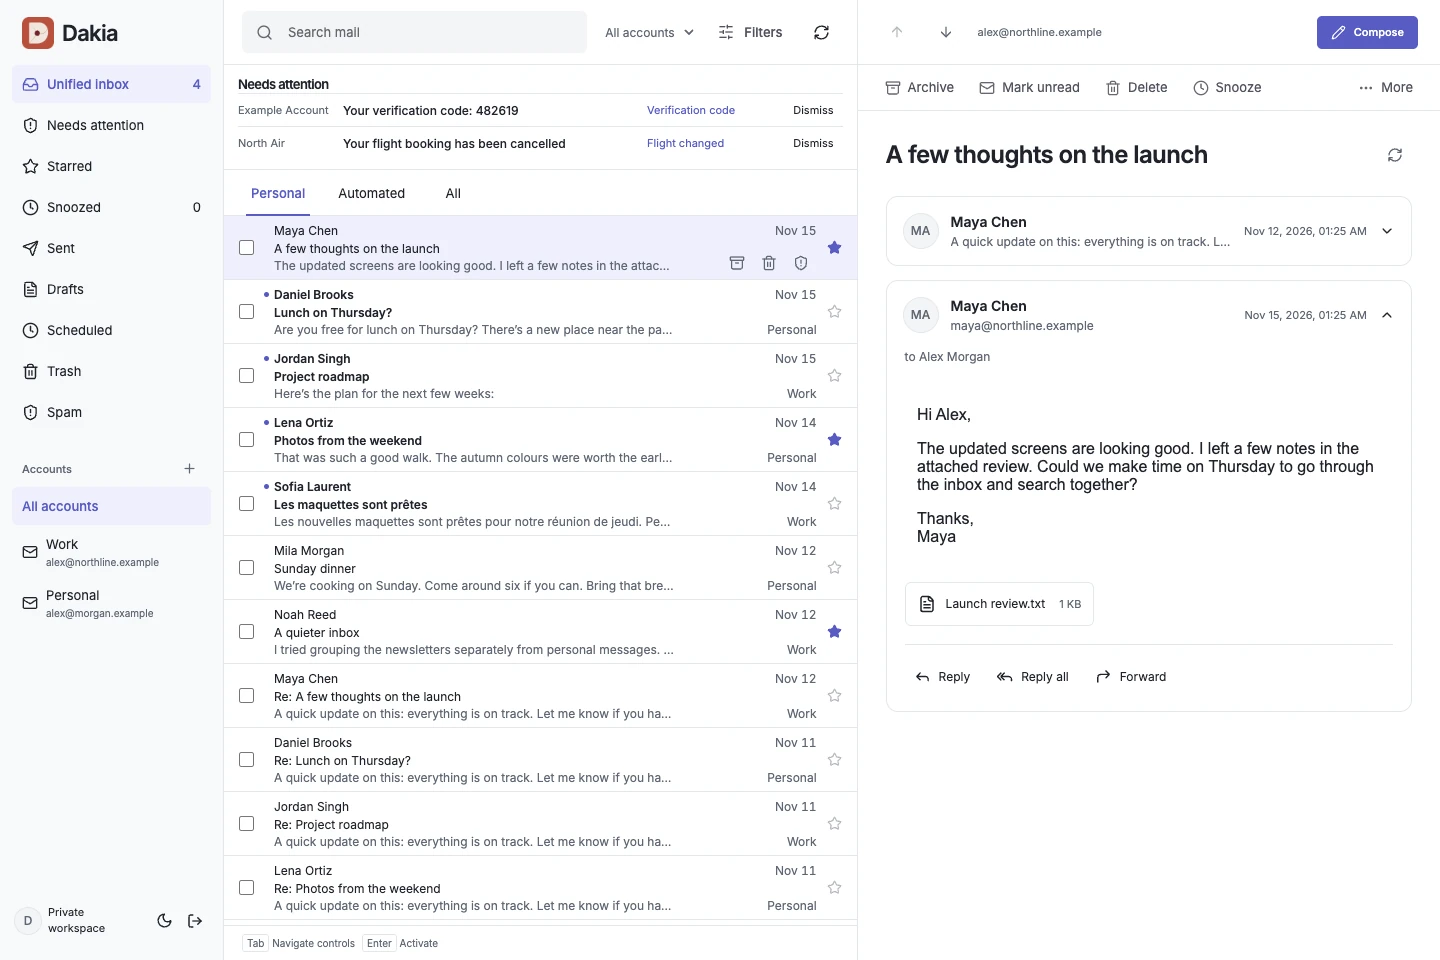 Dakia
Unified inbox 4
Needs attention
Starred
Snoozed 0
Sent
Drafts
Scheduled
Trash
Spam
Accounts
All accounts
Work
alex@northline.example
Personal
alex@morgan.example
D
Private
workspace
Search mail
All accounts
Filters
Needs attention
Example Account Your verification code: 482619 Verification code Dismiss
North Air Your flight booking has been cancelled Flight changed Dismiss
Personal Automated All
Maya Chen Nov 15
A few thoughts on the launch
The updated screens are looking good. I left a few notes in the attac...
Daniel Brooks Nov 15
Lunch on Thursday?
Are you free for lunch on Thursday? There’s a new place near the pa... Personal
Jordan Singh Nov 15
Project roadmap
Here’s the plan for the next few weeks: Work
Lena Ortiz Nov 14
Photos from the weekend
That was such a good walk. The autumn colours were worth the earl... Personal
Sofia Laurent Nov 14
Les maquettes sont prêtes
Les nouvelles maquettes sont prêtes pour notre réunion de jeudi. Pe... Work
Mila Morgan Nov 12
Sunday dinner
We’re cooking on Sunday. Come around six if you can. Bring that bre... Personal
Noah Reed Nov 12
A quieter inbox
I tried grouping the newsletters separately from personal messages. ... Work
Maya Chen Nov 12
Re: A few thoughts on the launch
A quick update on this: everything is on track. Let me know if you ha... Work
Daniel Brooks Nov 11
Re: Lunch on Thursday?
A quick update on this: everything is on track. Let me know if you ha... Personal
Jordan Singh Nov 11
Re: Project roadmap
A quick update on this: everything is on track. Let me know if you ha... Work
Lena Ortiz Nov 11
Re: Photos from the weekend
A quick update on this: everything is on track. Let me know if you ha... Personal
Tab Navigate controls Enter Activate
alex@northline.example
Compose
Archive Mark unread Delete Snooze ... More
A few thoughts on the launch
MA
Maya Chen
A quick update on this: everything is on track. L...
Nov 12, 2026, 01:25 AM
MA
Maya Chen
maya@northline.example
Nov 15, 2026, 01:25 AM
to Alex Morgan
Hi Alex,
The updated screens are looking good. I left a few notes in the
attached review. Could we make time on Thursday to go through
the inbox and search together?
Thanks,
Maya
Launch review.txt 1 KB
Reply Reply all Forward